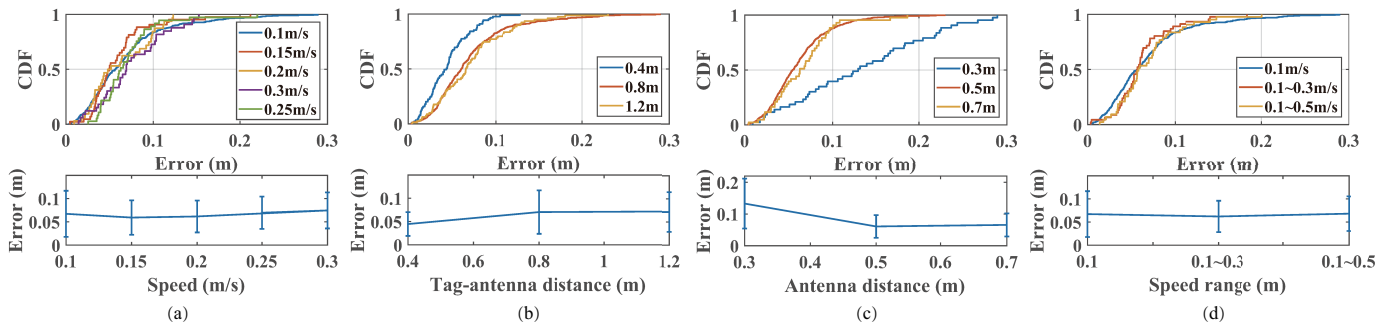 1
0.5
0
CDF
0 0.1 0.2 0.3
Error (m)
0.1m/s
0.15m/s
0.2m/s
0.3m/s
0.25m/s
0.1
0.05
0
Error (m)
0.1 0.15 0.2 0.25 0.3
Speed (m/s)
(a)
1
0.5
0
CDF
0 0.1 0.2 0.3
Error (m)
0.4m
0.8m
1.2m
0.1
0.05
0
Error (m)
0.4 0.6 0.8 1 1.2
Tag-antenna distance (m)
(b)
1
0.5
0
CDF
0 0.1 0.2 0.3
Error (m)
0.3m
0.5m
0.7m
0.2
0.1
0
Error (m)
0.3 0.4 0.5 0.6 0.7
Antenna distance (m)
(c)
1
0.5
0
CDF
0 0.1 0.2 0.3
Error (m)
0.1m/s
0.1~0.3m/s
0.1~0.5m/s
0.1
0.05
0
Error (m)
0.1 0.1~0.3 0.1~0.5
Speed range (m)
(d)